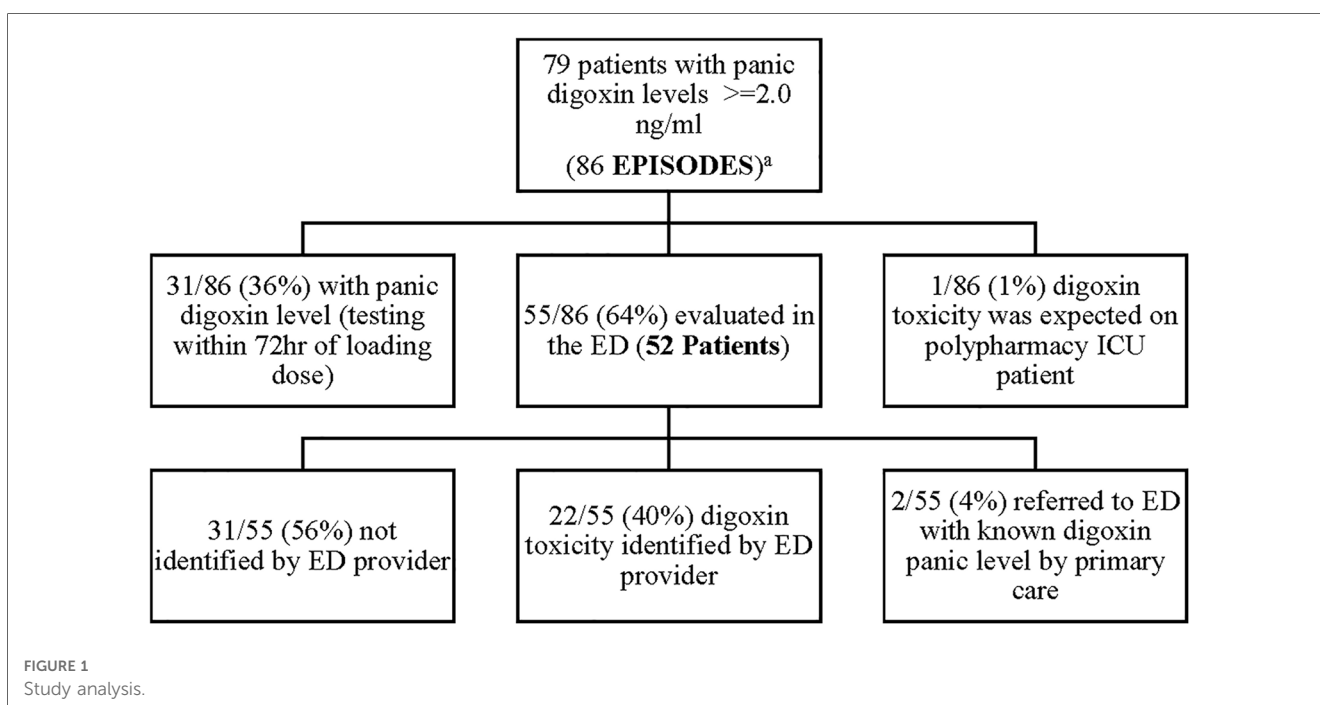 79 patients with panic
digoxin levels >=2.0
ng/ml
(86 EPISODES)ᵃ
31/86 (36%) with panic
digoxin level (testing
within 72hr of loading
dose)
55/86 (64%) evaluated in
the ED (52 Patients)
1/86 (1%) digoxin
toxicity was expected on
polypharmacy ICU
patient
31/55 (56%) not
identified by ED provider
22/55 (40%) digoxin
toxicity identified by ED
provider
2/55 (4%) referred to ED
with known digoxin
panic level by primary
care
FIGURE 1
Study analysis.